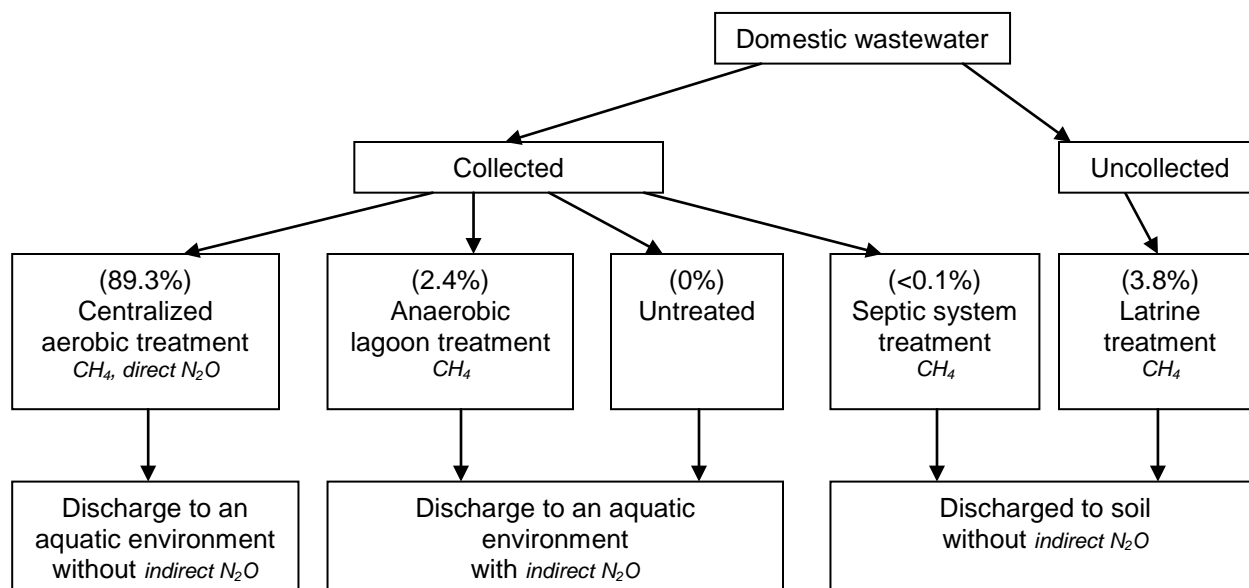 Domestic wastewater
Collected
Uncollected
(89.3%)
Centralized
aerobic treatment
CH₄, direct N₂O
(2.4%)
Anaerobic
lagoon treatment
CH₄
(0%)
Untreated
(<0.1%)
Septic system
treatment
CH₄
(3.8%)
Latrine
treatment
CH₄
Discharge to an
aquatic environment
without indirect N₂O
Discharge to an aquatic
environment
with indirect N₂O
Discharged to soil
without indirect N₂O